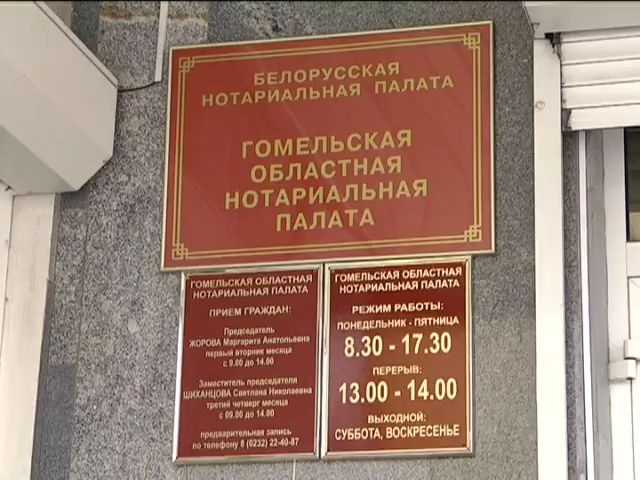 БЕЛОРУССКАЯ
НОТАРИАЛЬНАЯ ПАЛАТА
ГОМЕЛЬСКАЯ
ОБЛАСТНАЯ
НОТАРИАЛЬНАЯ
ПАЛАТА
ГОМЕЛЬСКАЯ ОБЛАСТНАЯ
НОТАРИАЛЬНАЯ ПАЛАТА
ПРИЕМ ГРАЖДАН:
Председатель
ЖОРОВА Маргарита Анатольевна
первый вторник месяца
с 9.00 до 14.00
Заместитель председателя
ШИХАНЦОВА Светлана Николаевна
третий четверг месяца
с 09.00 до 14.00
предварительная запись
по телефону 8 (0232) 22-40-87
ГОМЕЛЬСКАЯ ОБЛАСТНАЯ
НОТАРИАЛЬНАЯ ПАЛАТА
РЕЖИМ РАБОТЫ:
ПОНЕДЕЛЬНИК - ПЯТНИЦА
8.30 - 17.30
ПЕРЕРЫВ:
13.00 - 14.00
ВЫХОДНОЙ:
СУББОТА, ВОСКРЕСЕНЬЕ